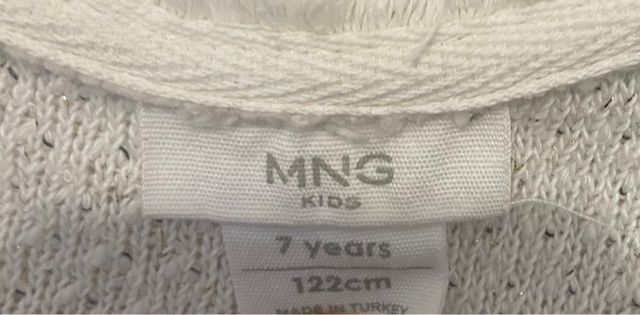 MNG
KIDS
7 years
122cm
MADE IN TURKEY